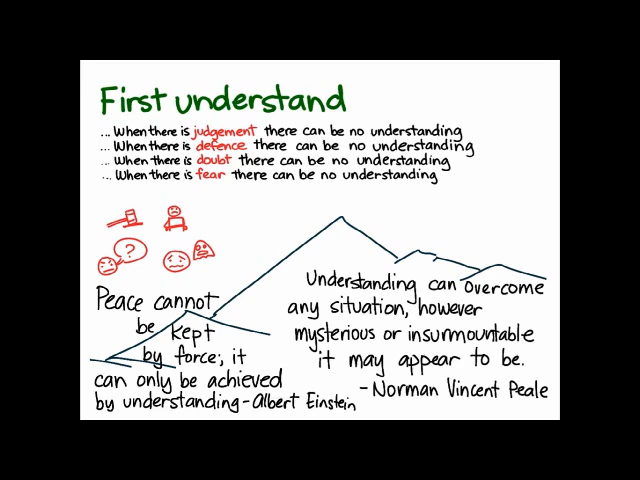 First understand
... When there is judgement there can be no understanding
... When there is defence there can be no understanding
... When there is doubt there can be no understanding
... When there is fear there can be no understanding
?
Peace cannot
be kept
by force; it
can only be achieved
by understanding - Albert Einstein
Understanding can overcome
any situation, however
mysterious or insurmountable
it may appear to be.
- Norman Vincent Peale